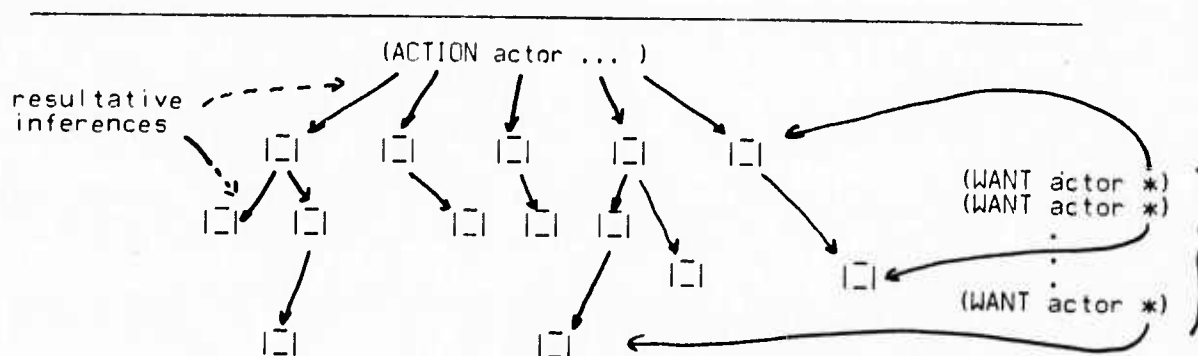 (ACTION actor ... )
resultative
inferences
(WANT actor *)
(WANT actor *)
.
.
.
(WANT actor *)